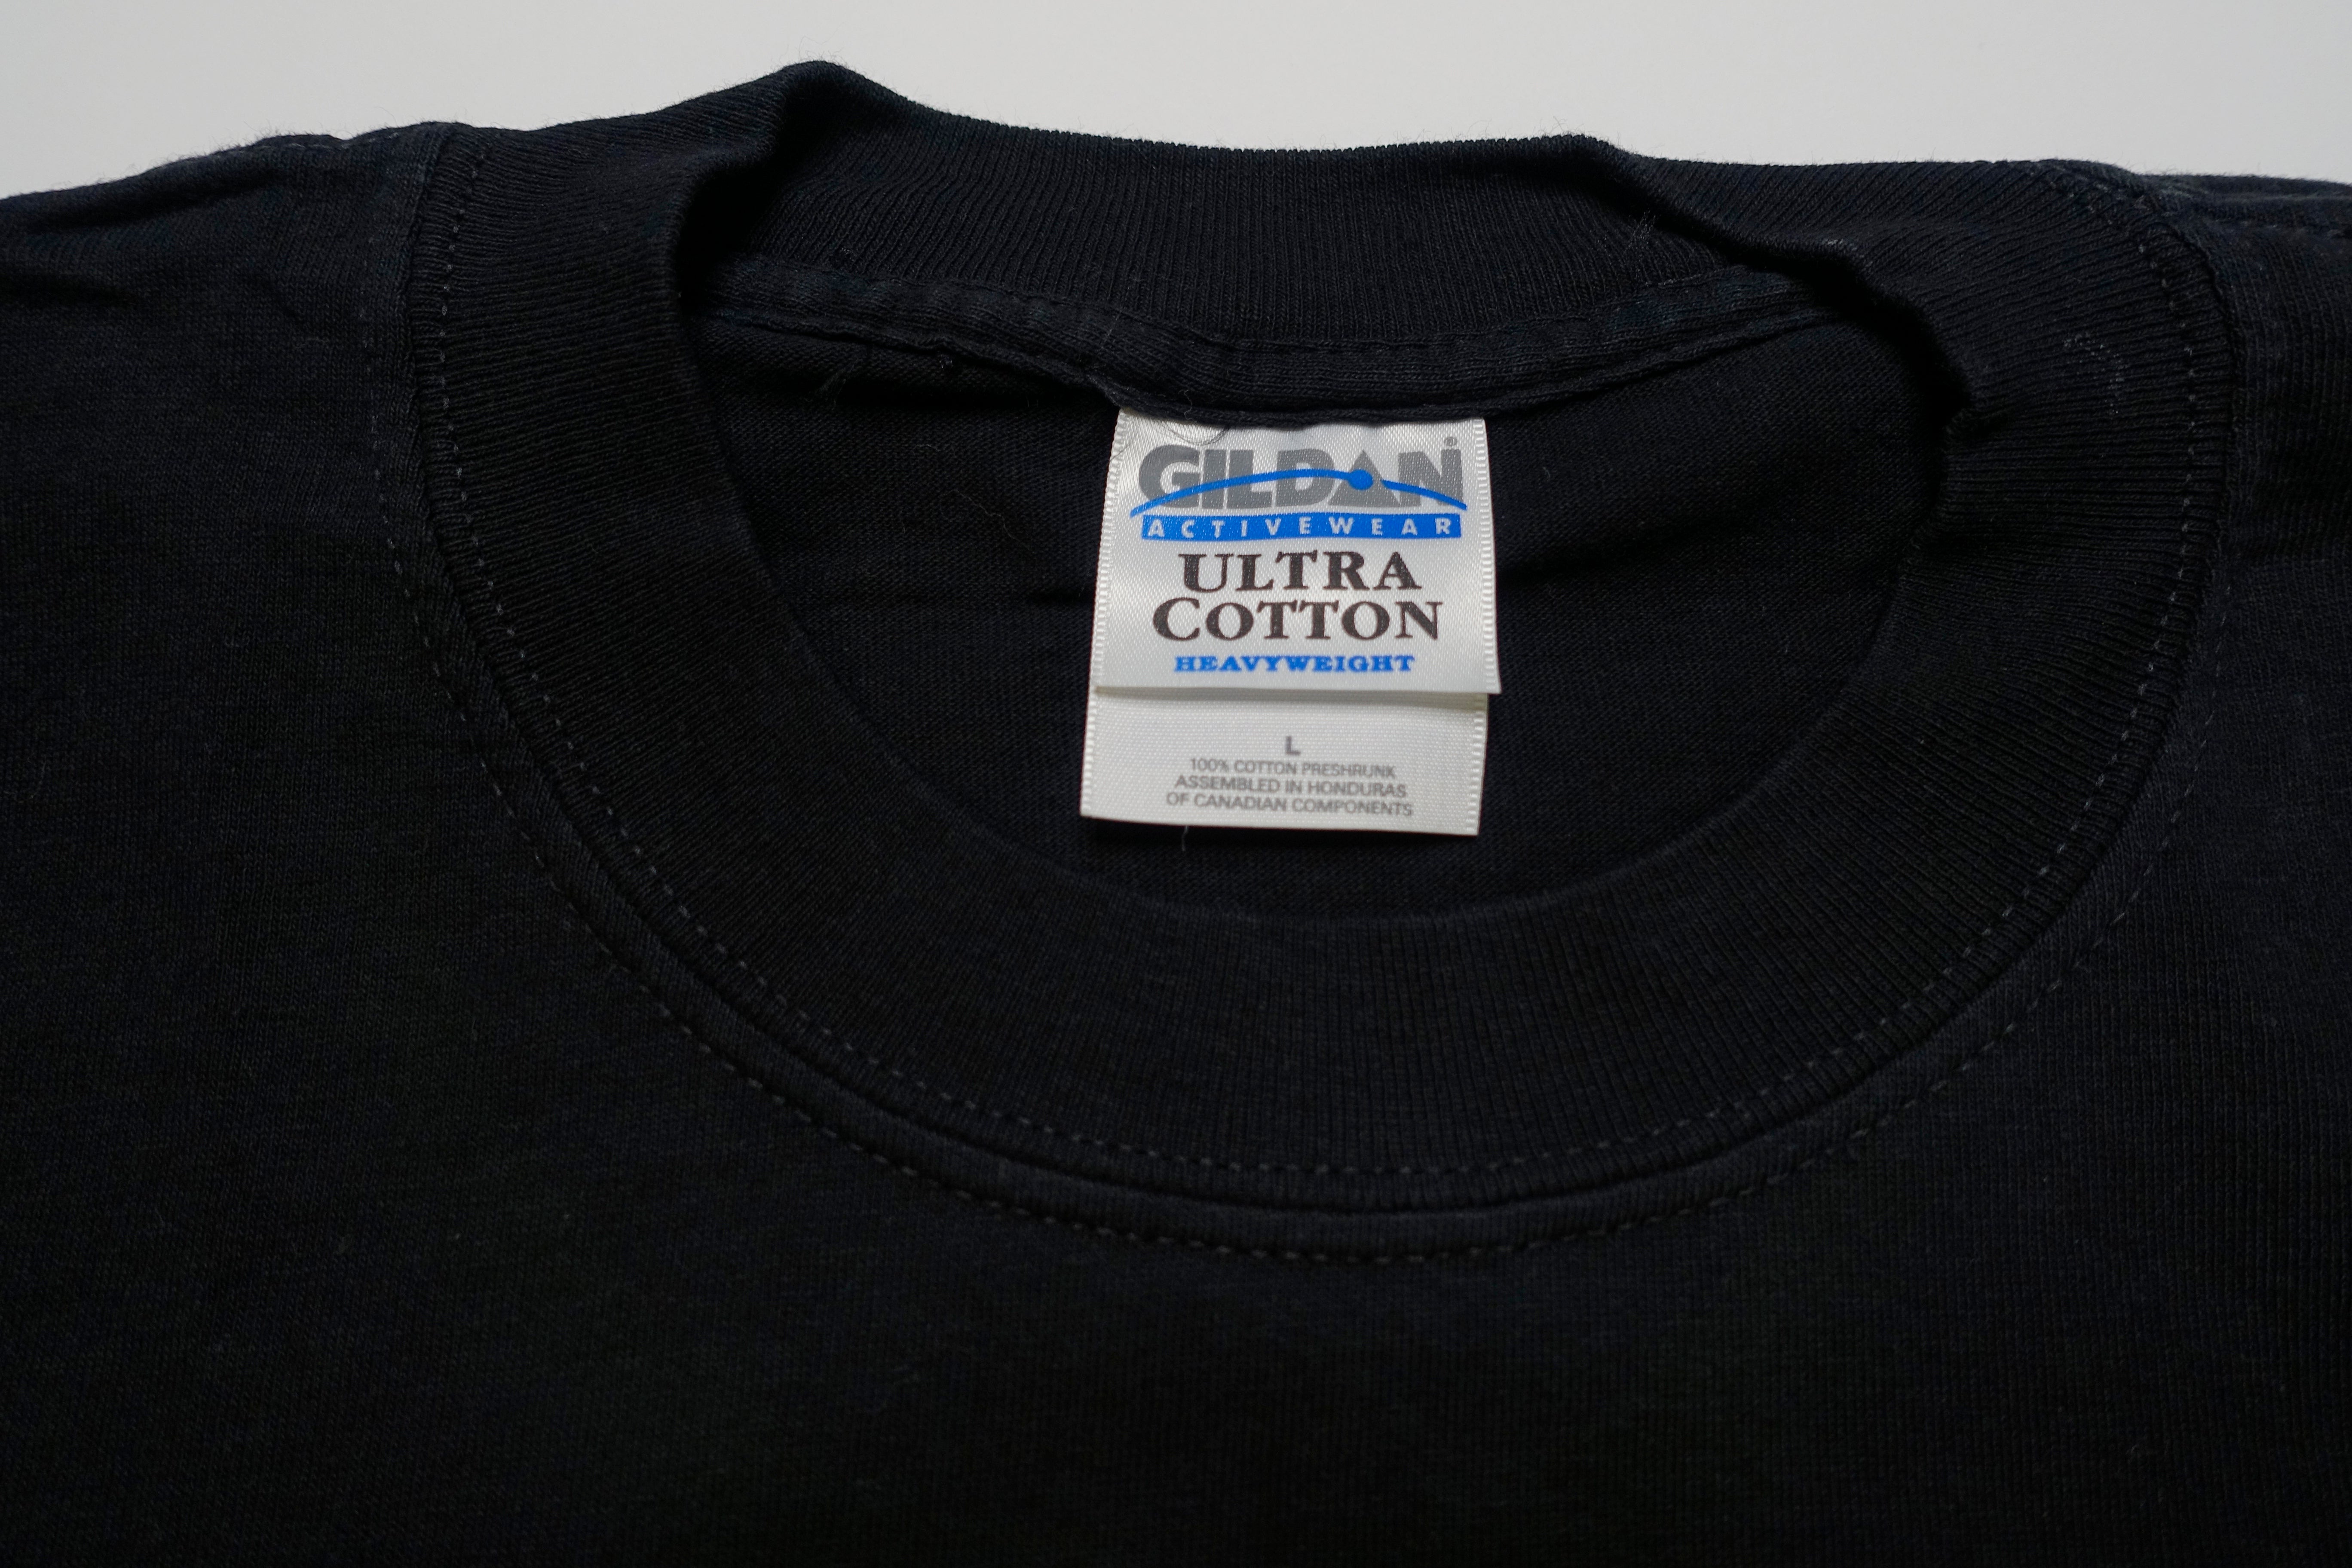 GILDAN®
ACTIVEWEAR
ULTRA
COTTON
HEAVYWEIGHT
L
100% COTTON PRESHRUNK
ASSEMBLED IN HONDURAS
OF CANADIAN COMPONENTS